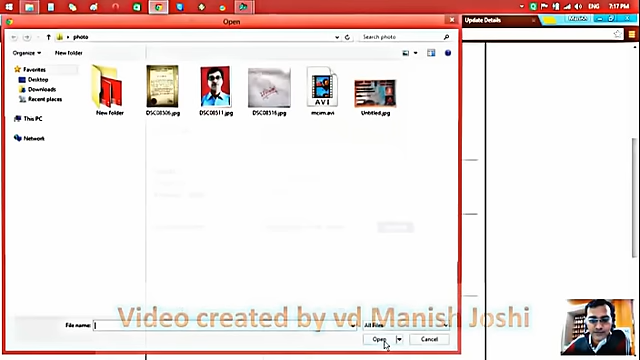 ENG 7:17 PM
Open
Update Details
Manish
photo
Search photo
Organize
New folder
Favorites
Desktop
Downloads
Recent places
This PC
Network
New folder
DSC08506.jpg
DSC08511.jpg
DSC08516.jpg
mcim.avi
Untitled.jpg
AVI
Video created by vd Manish Joshi
File name:
All Files
Open
Cancel